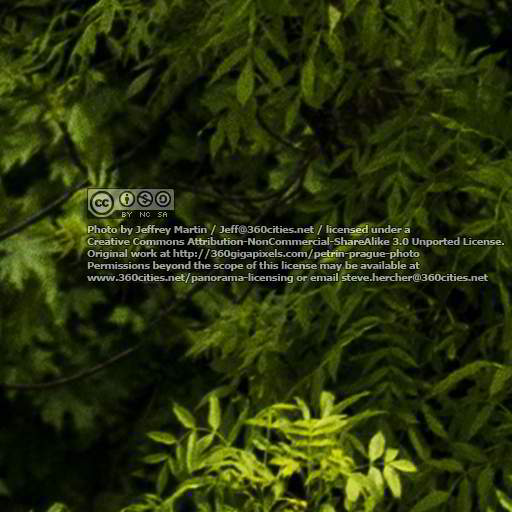 cc
BY NC SA
Photo by Jeffrey Martin / Jeff@360cities.net / licensed under a
Creative Commons Attribution-NonCommercial-ShareAlike 3.0 Unported License.
Original work at http://360gigapixels.com/petrin-prague-photo
Permissions beyond the scope of this license may be available at
www.360cities.net/panorama-licensing or email steve.hercher@360cities.net